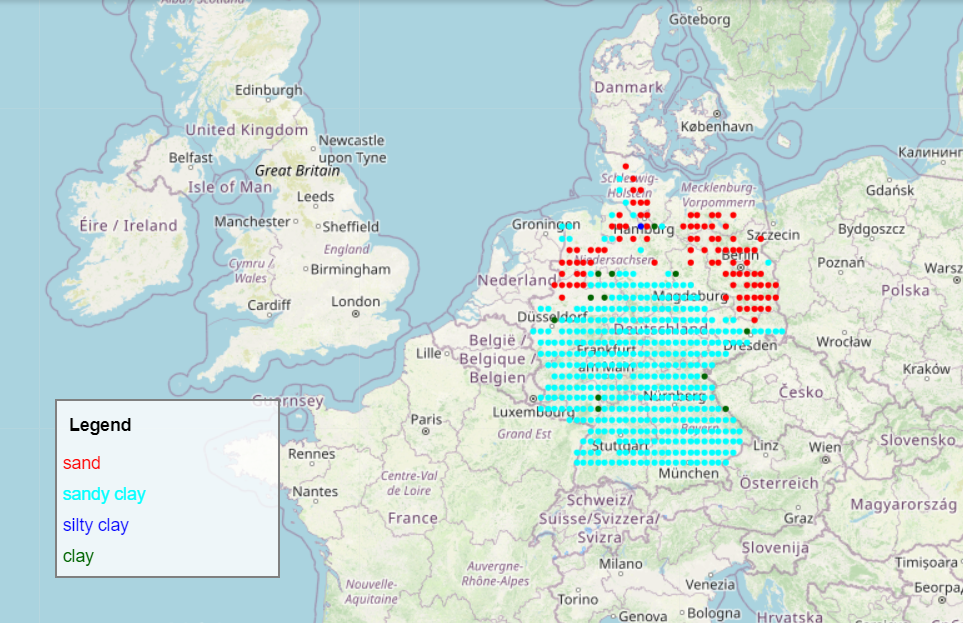 Göteborg
Danmark
København
Edinburgh
United Kingdom
Newcastle
upon Tyne
Belfast
Great Britain
Isle of Man
Leeds
Éire / Ireland
Manchester
Sheffield
England
Birmingham
Cymru /
Wales
Cardiff
London
Guernsey
Schleswig-
Holstein
Mecklenburg-
Vorpommern
Hamburg
Szczecin
Gdańsk
Bydgoszcz
Калининг
Groningen
Niedersachsen
Berlin
Poznań
Warsz
Polska
Nederland
Magdeburg
Düsseldorf
Deutschland
België /
Belgique /
Belgien
Lille
Frankfurt
am Main
Dresden
Wrocław
Kraków
Česko
Luxembourg
Nürnberg
Bayern
Paris
Grand Est
Stuttgart
München
Linz
Wien
Slovensko
Österreich
Magyarország
Rennes
Nantes
Centre-Val
de Loire
France
Schweiz/
Suisse/Svizzera/
Svizra
Graz
Slovenija
Milano
Venezia
Torino
Genova
Bologna
Hrvatska
Timișoara
Београ
Auvergne-
Rhône-Alpes
Nouvelle-
Aquitaine
Legend
sand
sandy clay
silty clay
clay